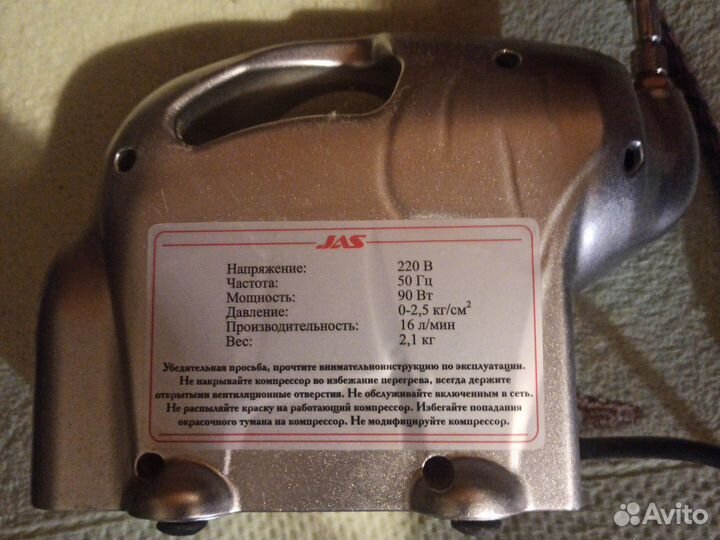 JAS
Напряжение: 220 В
Частота: 50 Гц
Мощность: 90 Вт
Давление: 0-2,5 кг/см²
Производительность: 16 л/мин
Вес: 2,1 кг
Убедительная просьба, прочтите внимательноинструкцию по эксплуатации.
Не накрывайте компрессор во избежание перегрева, всегда держите
открытыми вентиляционные отверстия. Не обслуживайте включенным в сеть.
Не распыляйте краску на работающий компрессор. Избегайте попадания
окрасочного тумана на компрессор. Не модифицируйте компрессор.
Avito